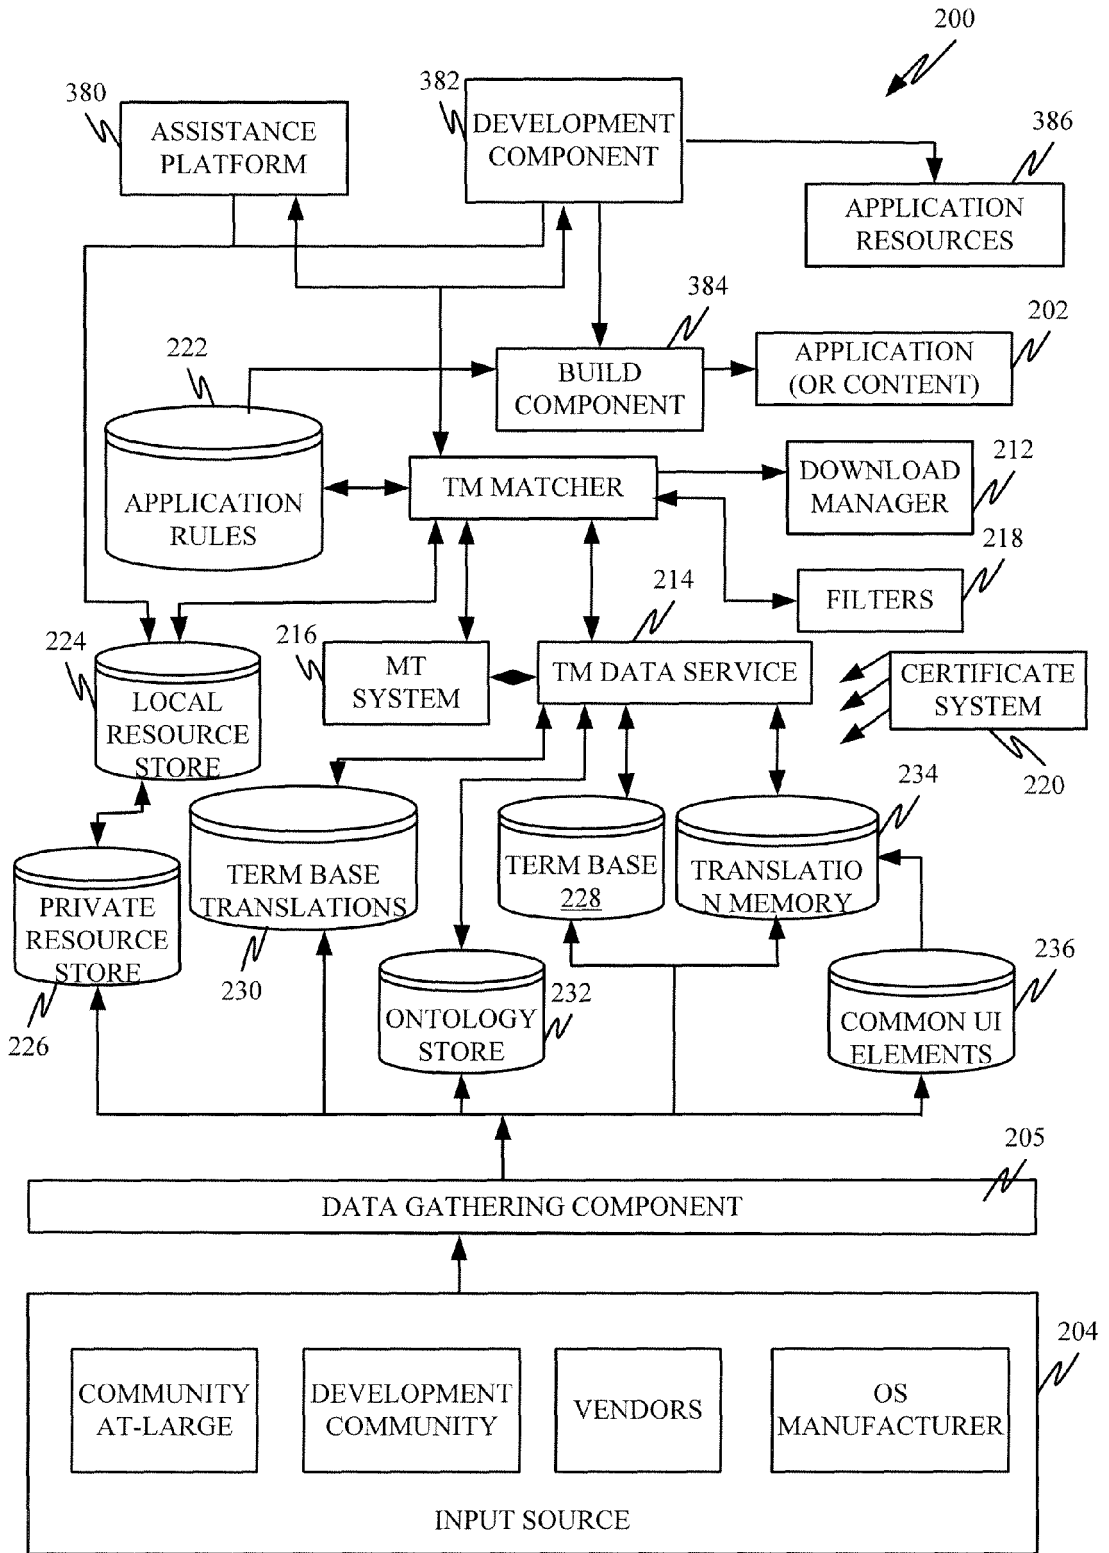 200
380
ASSISTANCE
PLATFORM
382
DEVELOPMENT
COMPONENT
386
APPLICATION
RESOURCES
384
BUILD
COMPONENT
202
APPLICATION
(OR CONTENT)
222
APPLICATION
RULES
TM MATCHER
212
DOWNLOAD
MANAGER
218
FILTERS
224
LOCAL
RESOURCE
STORE
216
MT
SYSTEM
214
TM DATA SERVICE
CERTIFICATE
SYSTEM
220
PRIVATE
RESOURCE
STORE
226
TERM BASE
TRANSLATIONS
230
TERM BASE
228
234
TRANSLATIO
N MEMORY
232
ONTOLOGY
STORE
236
COMMON UI
ELEMENTS
205
DATA GATHERING COMPONENT
204
COMMUNITY
AT-LARGE
DEVELOPMENT
COMMUNITY
VENDORS
OS
MANUFACTURER
INPUT SOURCE